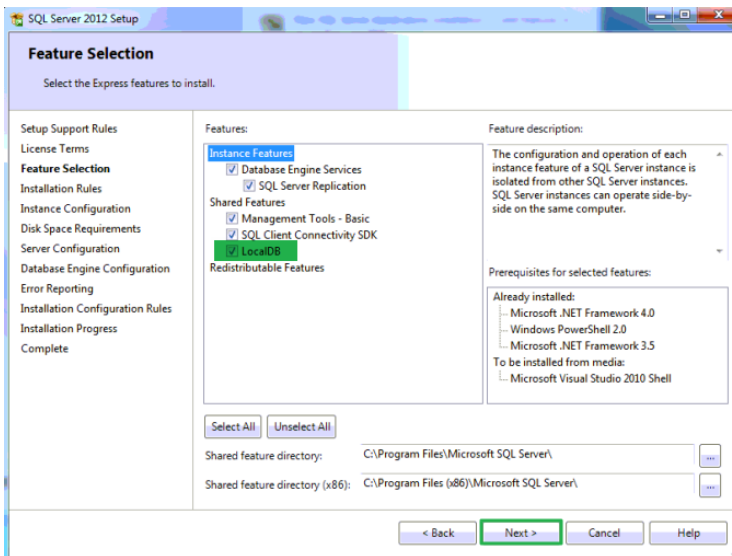 SQL Server 2012 Setup
Feature Selection
Select the Express features to install.
Setup Support Rules
License Terms
Feature Selection
Installation Rules
Instance Configuration
Disk Space Requirements
Server Configuration
Database Engine Configuration
Error Reporting
Installation Configuration Rules
Installation Progress
Complete
Features:
Instance Features
Database Engine Services
SQL Server Replication
Shared Features
Management Tools - Basic
SQL Client Connectivity SDK
LocalDB
Redistributable Features
Feature description:
The configuration and operation of each
instance feature of a SQL Server instance is
isolated from other SQL Server instances.
SQL Server instances can operate side-by-
side on the same computer.
Prerequisites for selected features:
Already installed:
Microsoft .NET Framework 4.0
Windows PowerShell 2.0
Microsoft .NET Framework 3.5
To be installed from media:
Microsoft Visual Studio 2010 Shell
Select All Unselect All
Shared feature directory: C:\Program Files\Microsoft SQL Server\ ...
Shared feature directory (x86): C:\Program Files (x86)\Microsoft SQL Server\ ...
< Back Next > Cancel Help